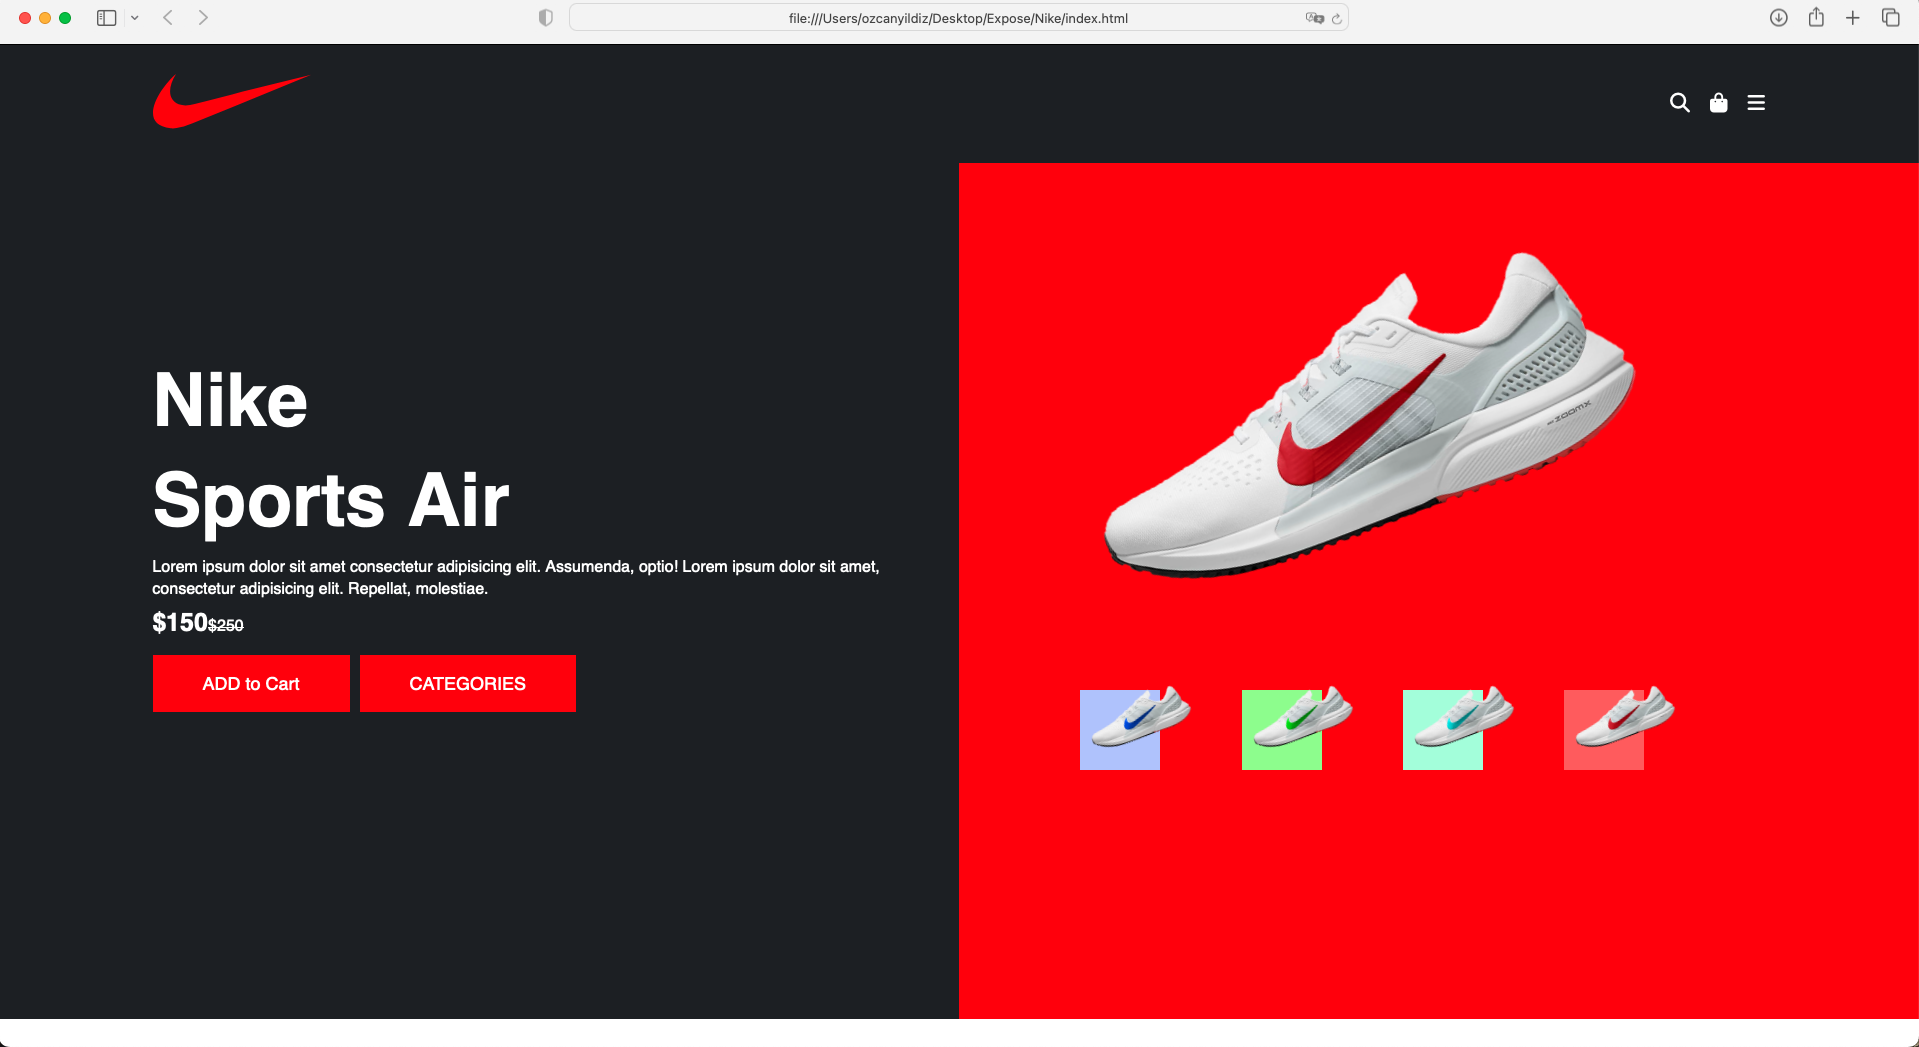 file:///Users/ozcanyildiz/Desktop/Expose/Nike/index.html
Nike
Sports Air
Lorem ipsum dolor sit amet consectetur adipisicing elit. Assumenda, optio! Lorem ipsum dolor sit amet,
consectetur adipisicing elit. Repellat, molestiae.
$150$250
ADD to Cart
CATEGORIES
ZOOMX